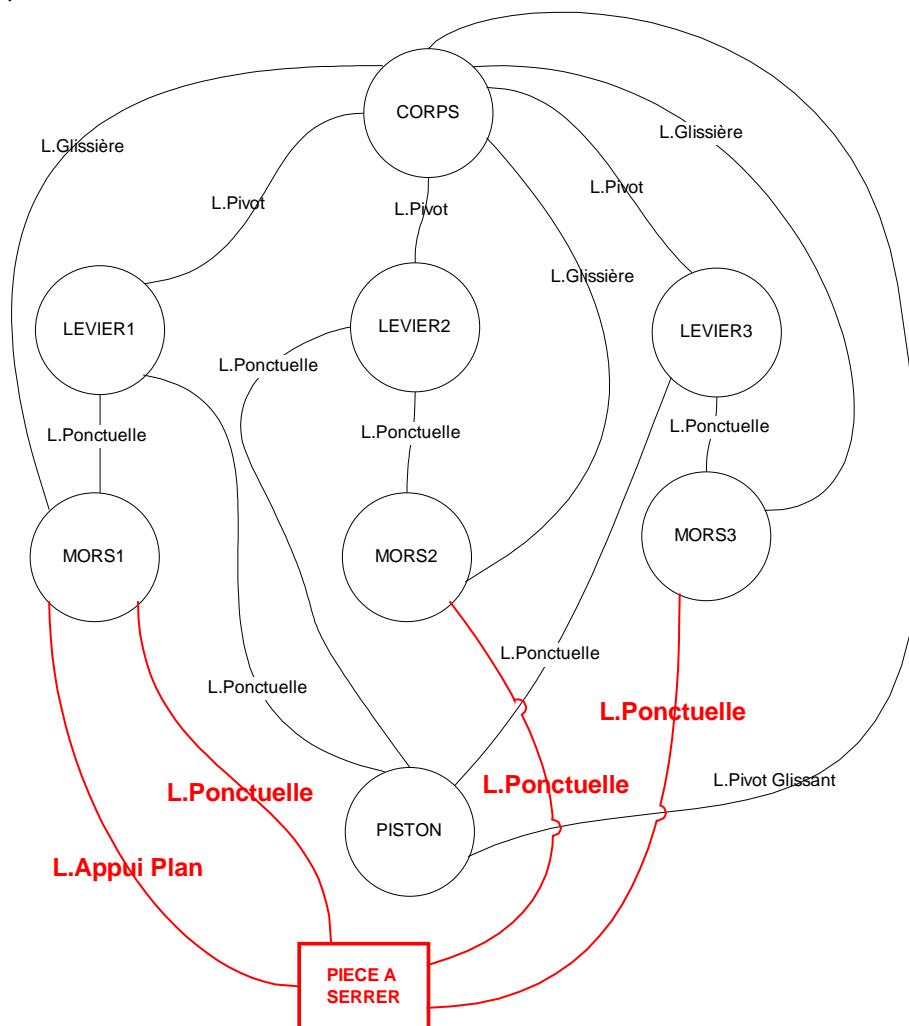 CORPS
L.Glissière
L.Glissière
L.Pivot
L.Pivot
L.Pivot
L.Glissière
LEVIER1
LEVIER2
LEVIER3
L.Ponctuelle
L.Ponctuelle
L.Ponctuelle
L.Ponctuelle
MORS1
MORS2
MORS3
L.Ponctuelle
L.Ponctuelle
L.Ponctuelle
L.Ponctuelle
L.Ponctuelle
L.Pivot Glissant
PISTON
L.Appui Plan
PIECE A
SERRER